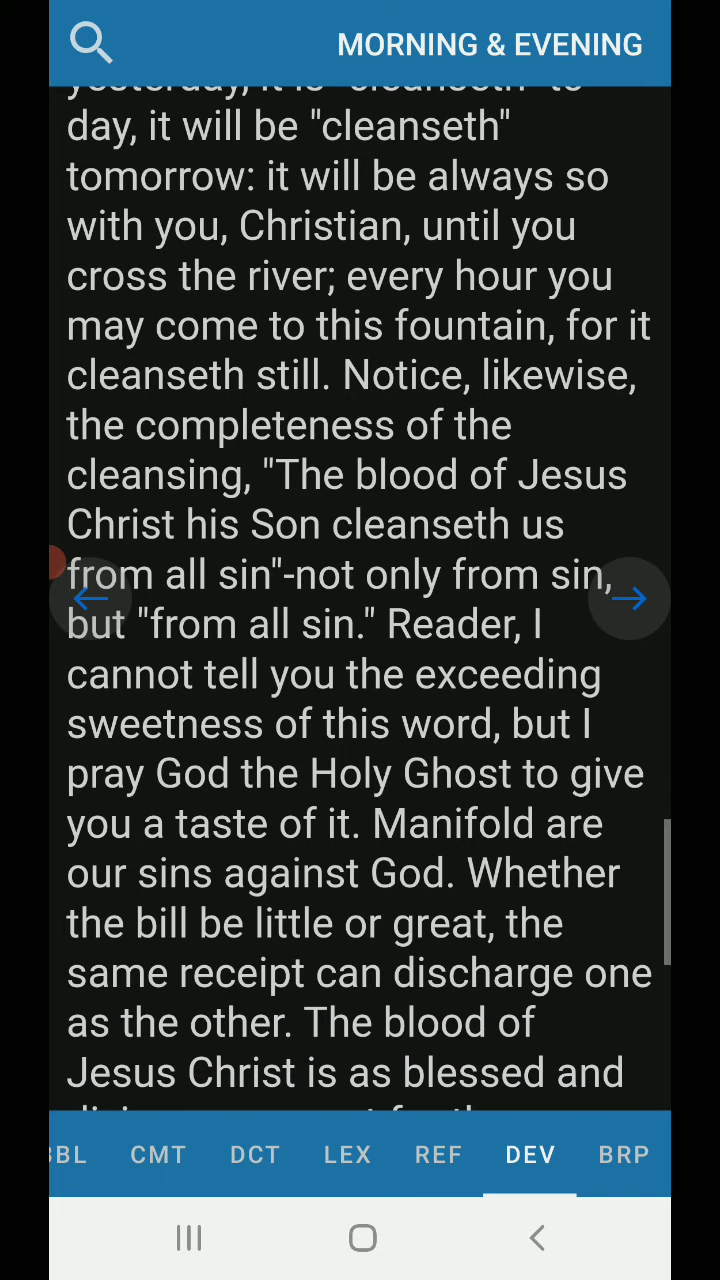 MORNING & EVENING
day, it will be "cleanseth"
tomorrow: it will be always so
with you, Christian, until you
cross the river; every hour you
may come to this fountain, for it
cleanseth still. Notice, likewise,
the completeness of the
cleansing, "The blood of Jesus
Christ his Son cleanseth us
from all sin"-not only from sin,
but "from all sin." Reader, I
cannot tell you the exceeding
sweetness of this word, but I
pray God the Holy Ghost to give
you a taste of it. Manifold are
our sins against God. Whether
the bill be little or great, the
same receipt can discharge one
as the other. The blood of
Jesus Christ is as blessed and
BBL CMT DCT LEX REF DEV BRP